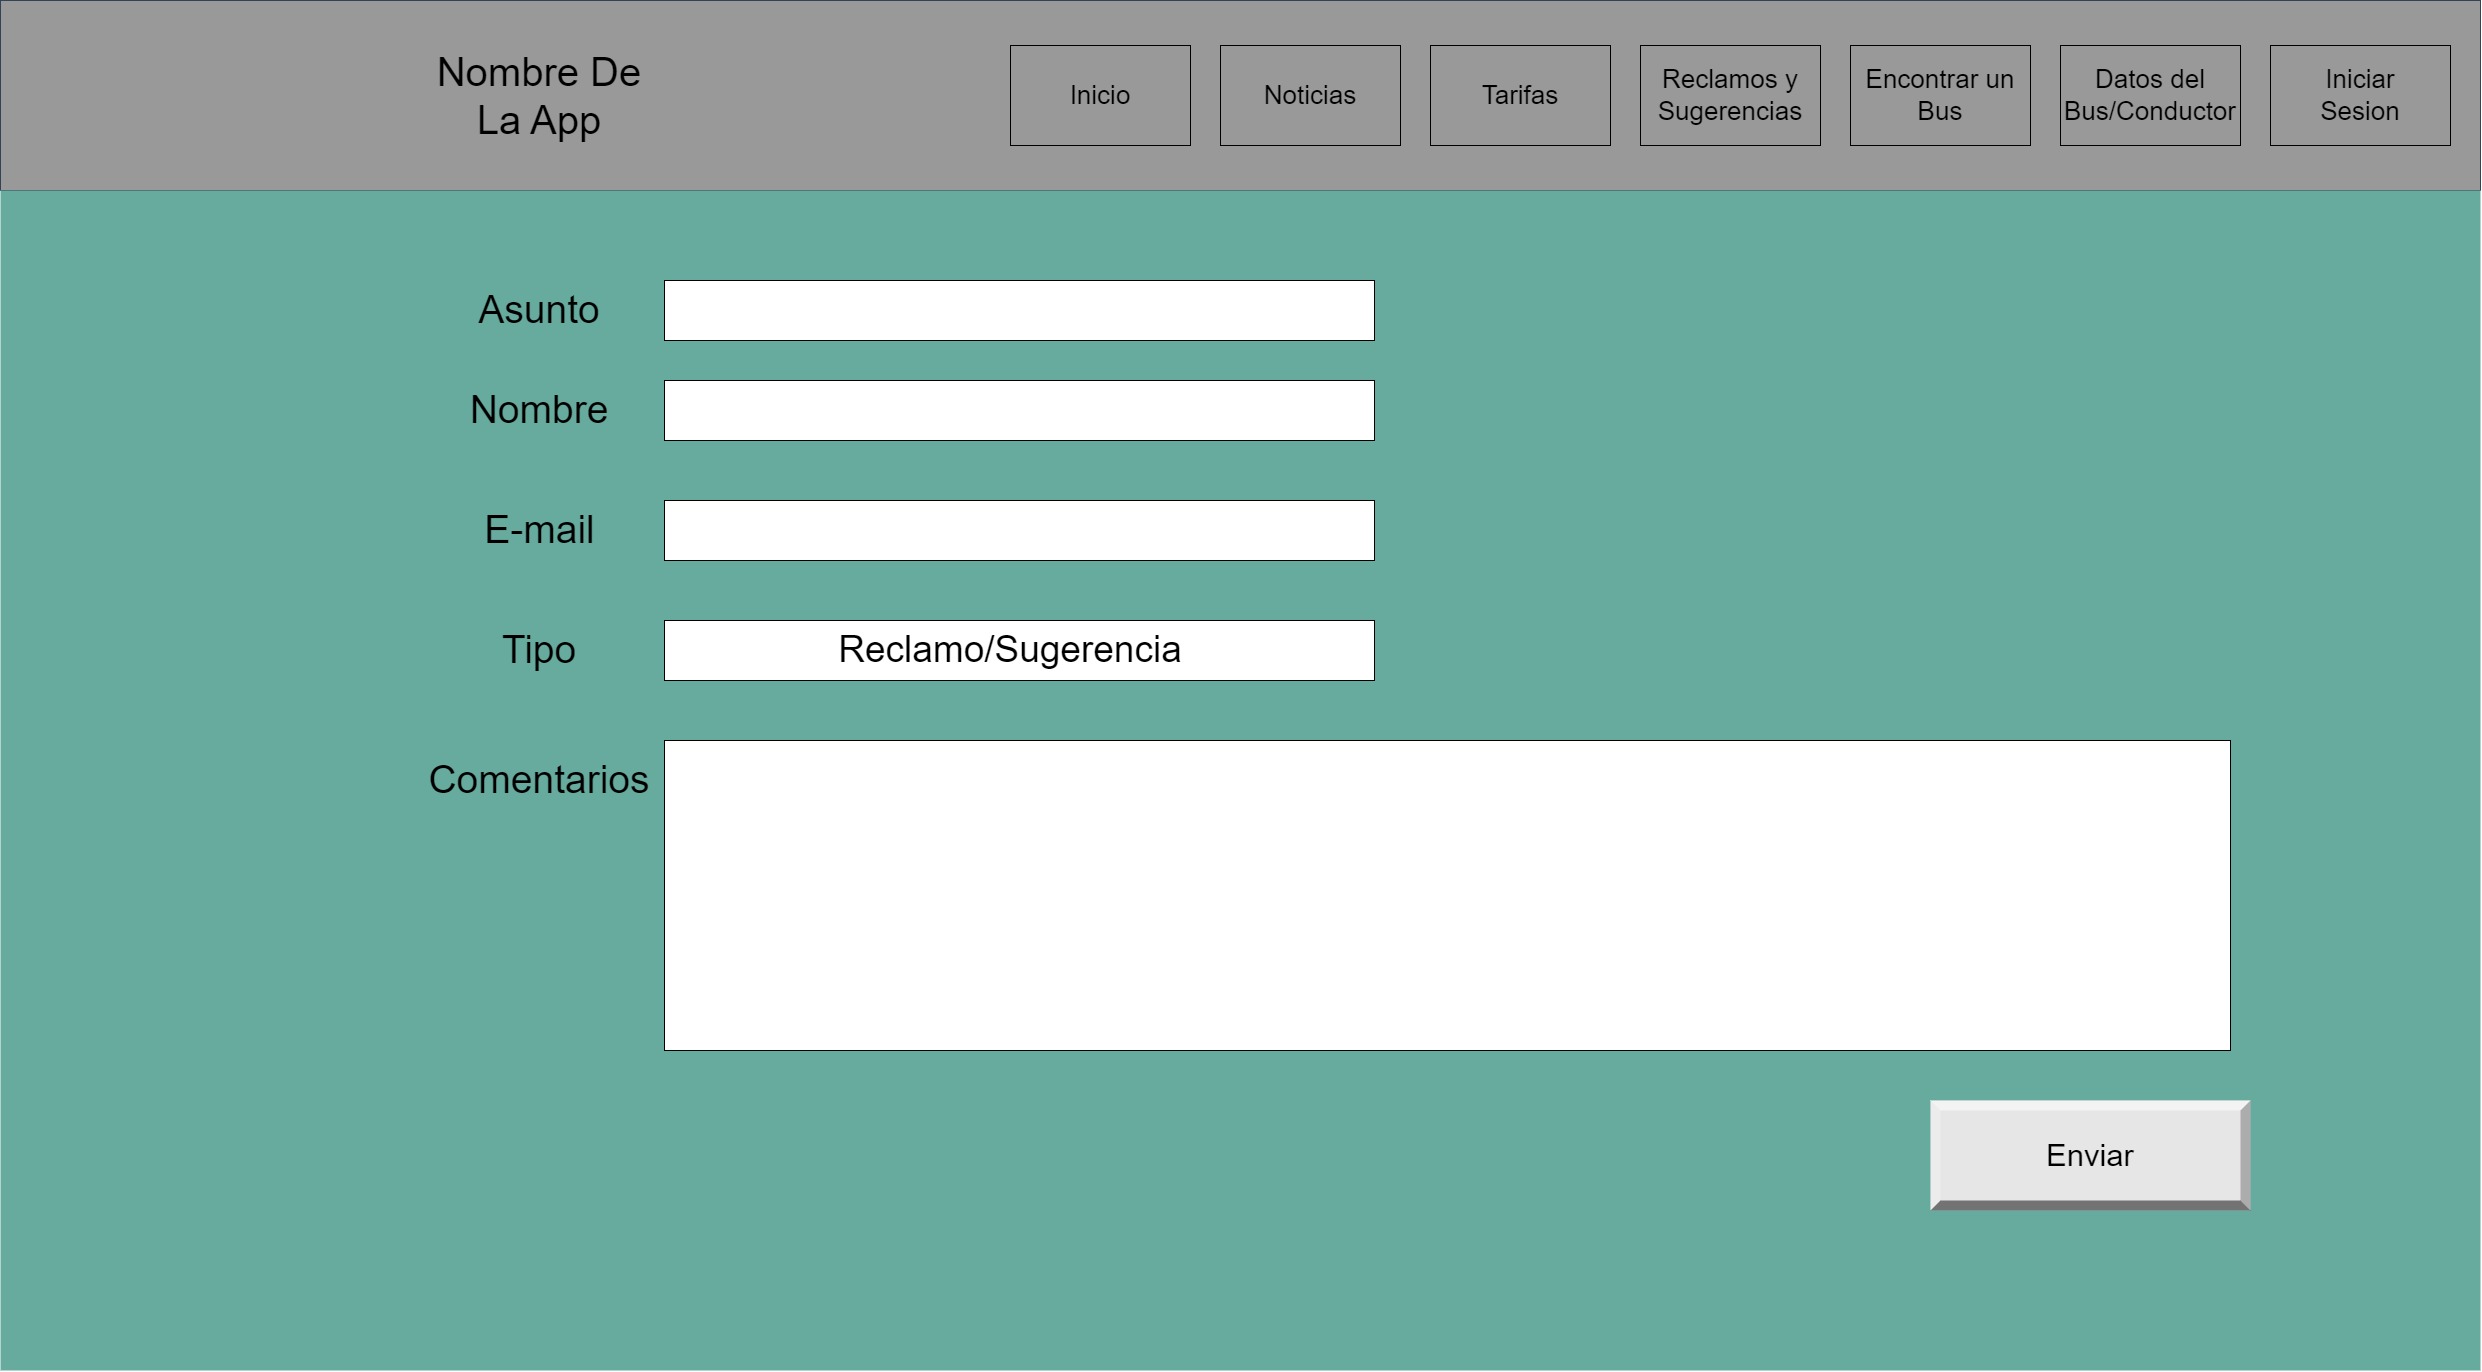 Nombre De
La App
Inicio
Noticias
Tarifas
Reclamos y
Sugerencias
Encontrar un
Bus
Datos del
Bus/Conductor
Iniciar
Sesion
Asunto
Nombre
E-mail
Tipo
Reclamo/Sugerencia
Comentarios
Enviar